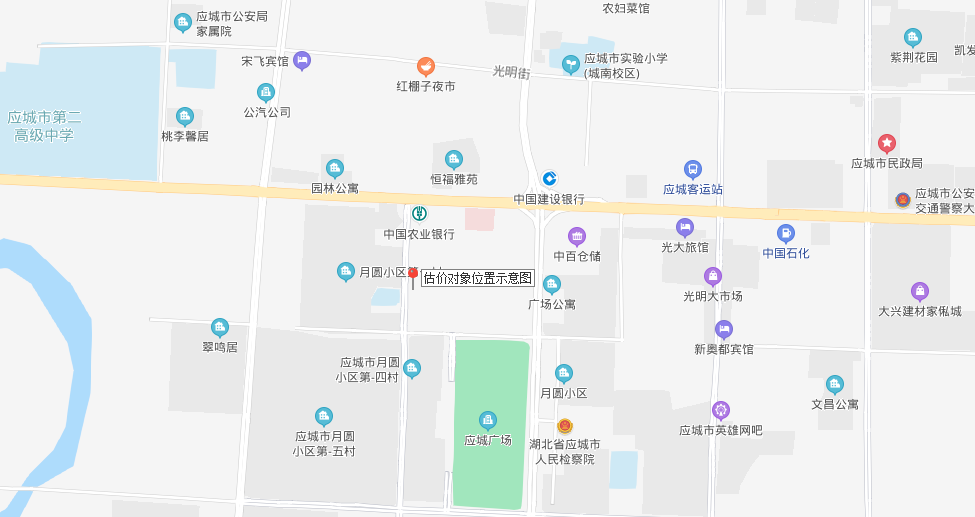 农妇菜馆
应城市公安局
家属院
紫荆花园
凯发
宋飞宾馆
光明街
应城市实验小学
(城南校区)
红棚子夜市
公汽公司
应城市第二
高级中学
桃李馨居
应城市民政局
园林公寓
恒福雅苑
应城客运站
中国建设银行
应城市公安
交通警察大
中国农业银行
光大旅馆
中百仓储
中国石化
月圆小区第
估价对象位置示意图
光明大市场
广场公寓
大兴建材家俬城
翠鸣居
新奥都宾馆
应城市月圆
小区第-四村
月圆小区
文昌公寓
应城市月圆
小区第-五村
应城广场
湖北省应城市
人民检察院
应城市英雄网吧